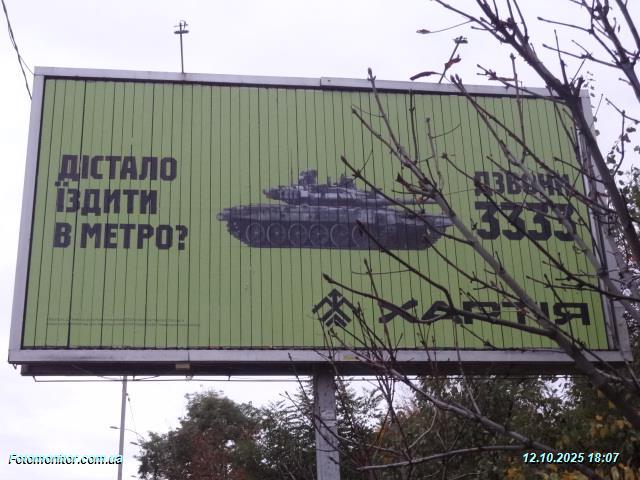 ДІСТАЛО
ЇЗДИТИ
В МЕТРО?
ДЗВОНИ
3333
ХАРТІЯ
Fotomonitor.com.ua
12.10.2025 18:07